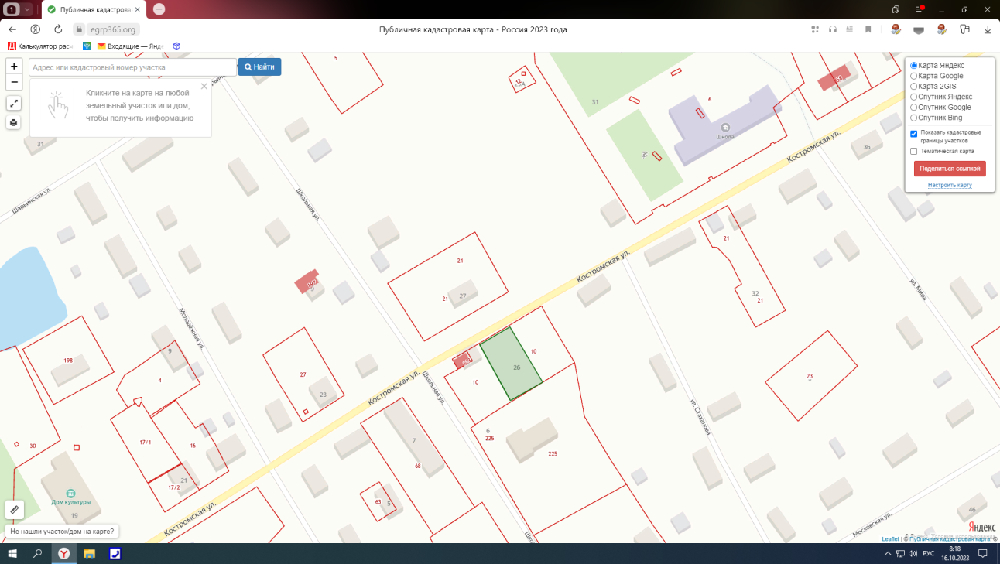 1
Публичная кадастрова
egrp365.org
Публичная кадастровая карта - Россия 2023 года
Калькулятор расч
Входящие — Янд
+
−
Адрес или кадастровый номер участка
Найти
Кликните на карте на любой
земельный участок или дом,
чтобы получить информацию
Карта Яндекс
Карта Google
Карта 2GIS
Спутник Яндекс
Спутник Google
Спутник Bing
Показать кадастровые
границы участков
Тематическая карта
Поделиться ссылкой
Настроить карту
5
12
31
6
Школа
36
31
Костромская ул.
Шарьинская ул.
Школьная ул.
21
21
27
21
Костромская ул.
32
21
ул. Мира
197
9
Молодёжная ул.
198
9
4
27
23
10
10
26
23
Костромская ул.
Школьная ул.
ул. Стаханова
6
225
225
30
17/1
16
7
68
21
17/2
63
5
Дом культуры
19
Костромская ул.
Московская ул.
46
Не нашли участок/дом на карте?
Яндекс
Leaflet | © Публичная кадастровая карта, ©
РУС
8:18
16.10.2023